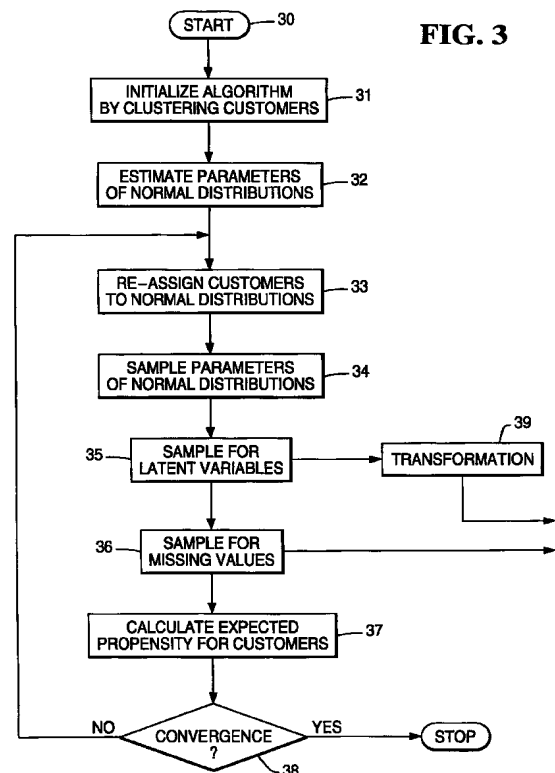 START
30
FIG. 3
INITIALIZE ALGORITHM
BY CLUSTERING CUSTOMERS
31
ESTIMATE PARAMETERS
OF NORMAL DISTRIBUTIONS
32
RE-ASSIGN CUSTOMERS
TO NORMAL DISTRIBUTIONS
33
SAMPLE PARAMETERS
OF NORMAL DISTRIBUTIONS
34
35
SAMPLE FOR
LATENT VARIABLES
39
TRANSFORMATION
36
SAMPLE FOR
MISSING VALUES
CALCULATE EXPECTED
PROPENSITY FOR CUSTOMERS
37
NO
CONVERGENCE
?
YES
STOP
38